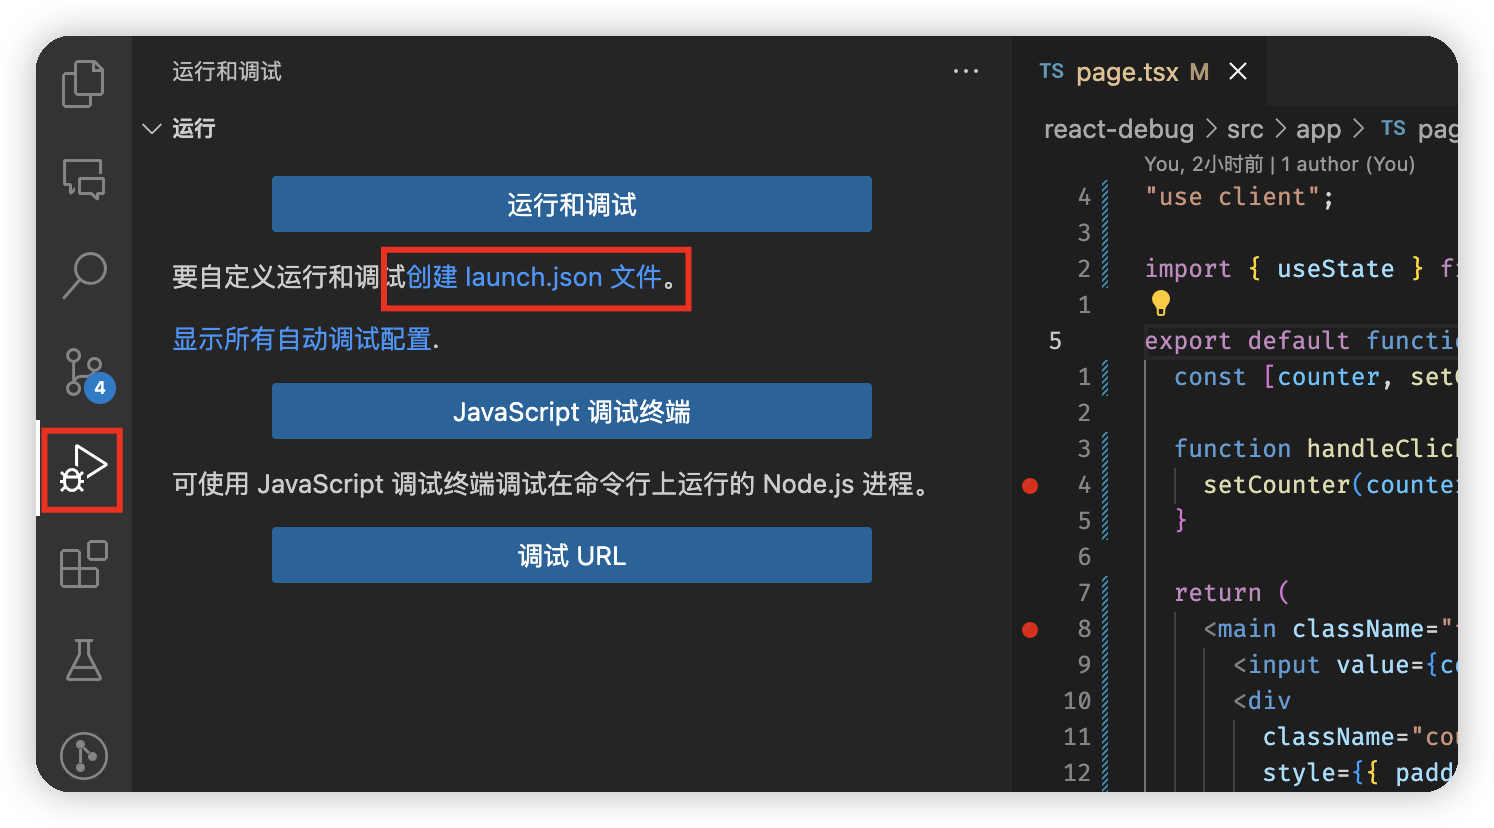 运行和调试
运行
运行和调试
要自定义运行和调试创建 launch.json 文件。
显示所有自动调试配置.
JavaScript 调试终端
可使用 JavaScript 调试终端调试在命令行上运行的 Node.js 进程。
调试 URL
4
TS page.tsx M
react-debug > src > app > TS pag
You, 2小时前 | 1 author (You)
4 "use client";
3
2 import { useState } f
1
5 export default functi
1 const [counter, set
2
3 function handleClic
4 setCounter(counte
5 }
6
7 return (
8 <main className="
9 <input value={c
10 <div
11 className="cou
12 style={{ padd